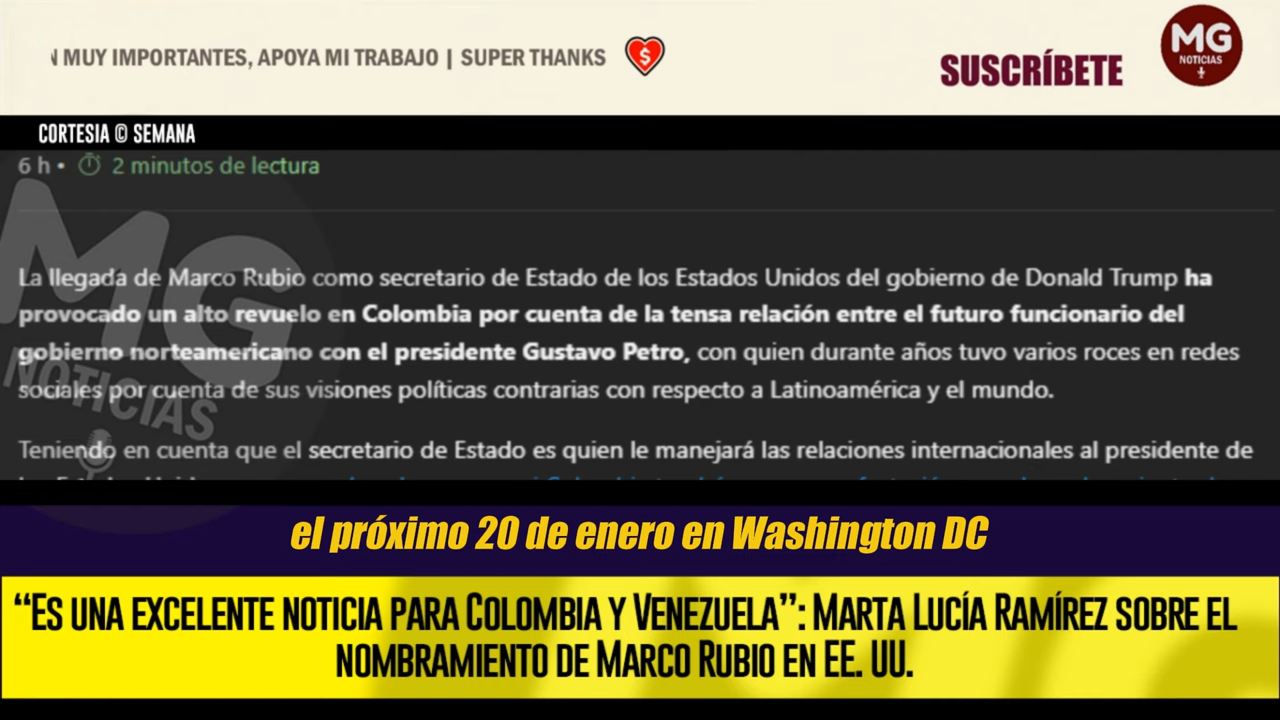 N MUY IMPORTANTES, APOYA MI TRABAJO | SUPER THANKS
SUSCRÍBETE
MG
NOTICIAS
CORTESIA © SEMANA
6 h • 2 minutos de lectura
La llegada de Marco Rubio como secretario de Estado de los Estados Unidos del gobierno de Donald Trump ha
provocado un alto revuelo en Colombia por cuenta de la tensa relación entre el futuro funcionario del
gobierno norteamericano con el presidente Gustavo Petro, con quien durante años tuvo varios roces en redes
sociales por cuenta de sus visiones políticas contrarias con respecto a Latinoamérica y el mundo.
MG
NOTICIAS
Teniendo en cuenta que el secretario de Estado es quien le manejará las relaciones internacionales al presidente de
el próximo 20 de enero en Washington DC
“ES UNA EXCELENTE NOTICIA PARA COLOMBIA Y VENEZUELA”: MARTA LUCÍA RAMÍREZ SOBRE EL
NOMBRAMIENTO DE MARCO RUBIO EN EE. UU.